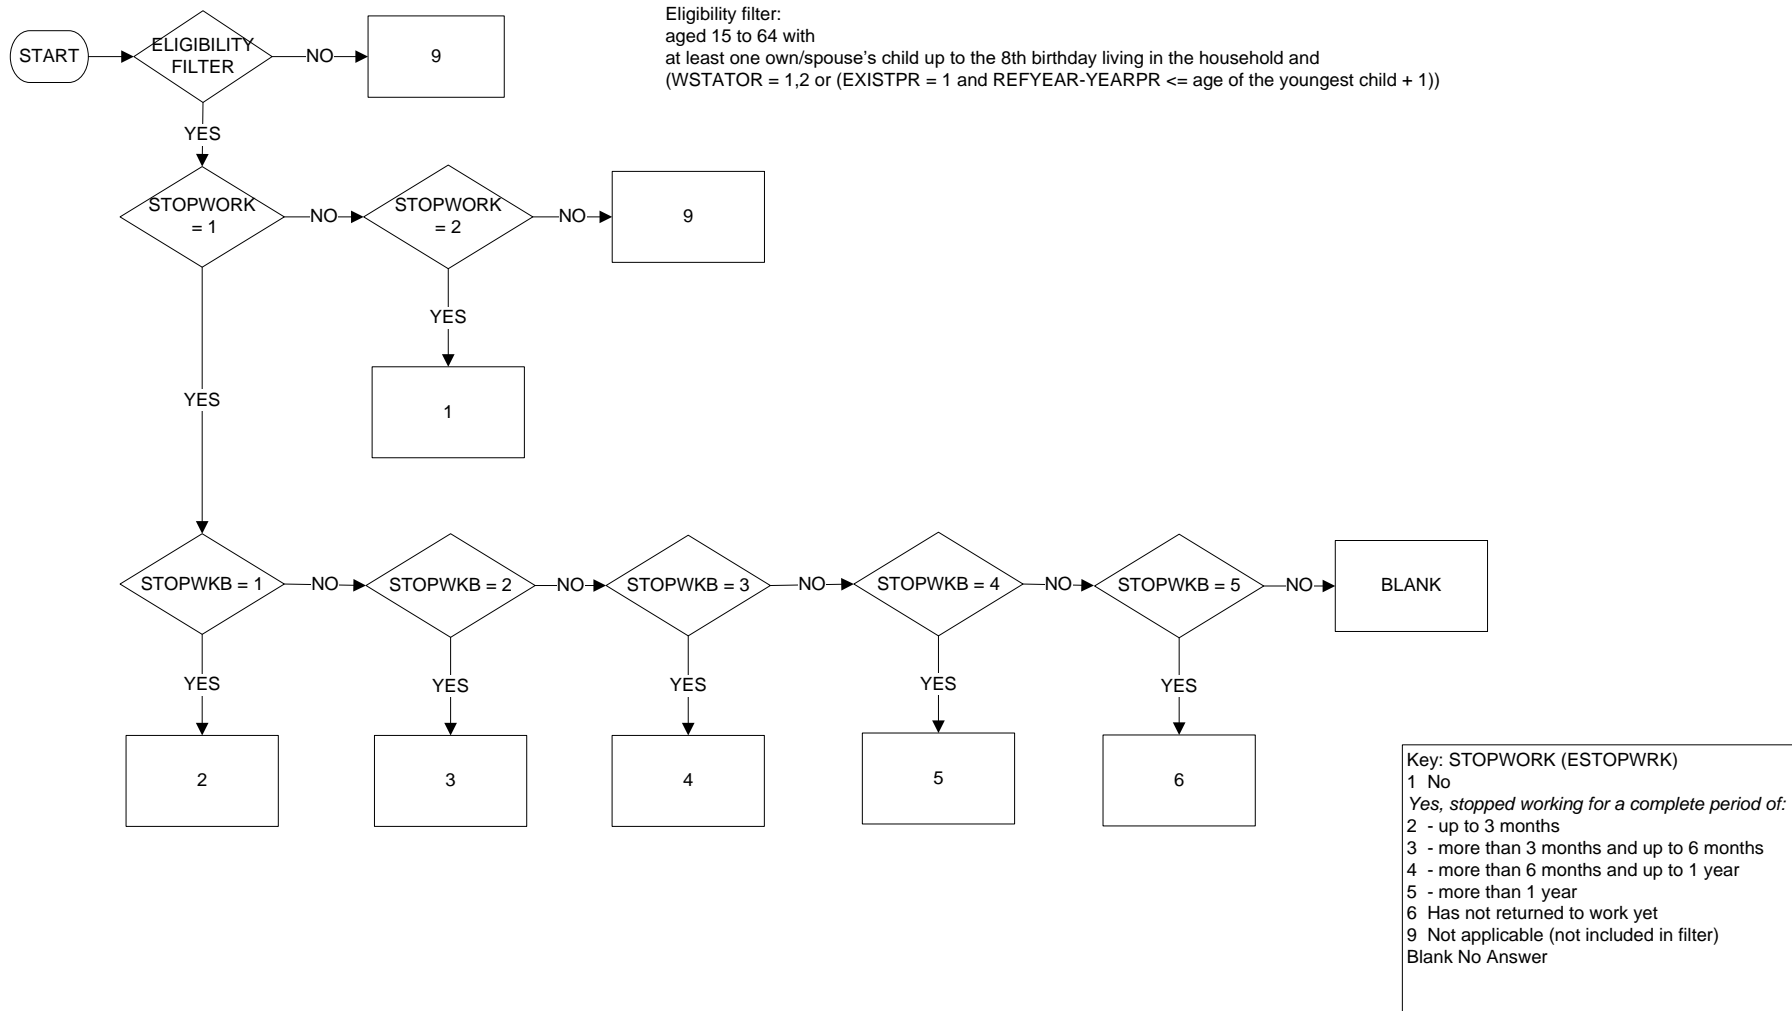 Eligibility filter:
aged 15 to 64 with
at least one own/spouse's child up to the 8th birthday living in the household and
(WSTATOR = 1,2 or (EXISTPR = 1 and REFYEAR-YEARPR <= age of the youngest child + 1))
START
ELIGIBILITY
FILTER
NO
9
YES
STOPWORK
= 1
NO
STOPWORK
= 2
NO
9
YES
YES
1
STOPWKB = 1
NO
STOPWKB = 2
NO
STOPWKB = 3
NO
STOPWKB = 4
NO
STOPWKB = 5
NO
BLANK
YES
YES
YES
YES
YES
2
3
4
5
6
Key: STOPWORK (ESTOPWRK)
1 No
Yes, stopped working for a complete period of:
2 - up to 3 months
3 - more than 3 months and up to 6 months
4 - more than 6 months and up to 1 year
5 - more than 1 year
6 Has not returned to work yet
9 Not applicable (not included in filter)
Blank No Answer